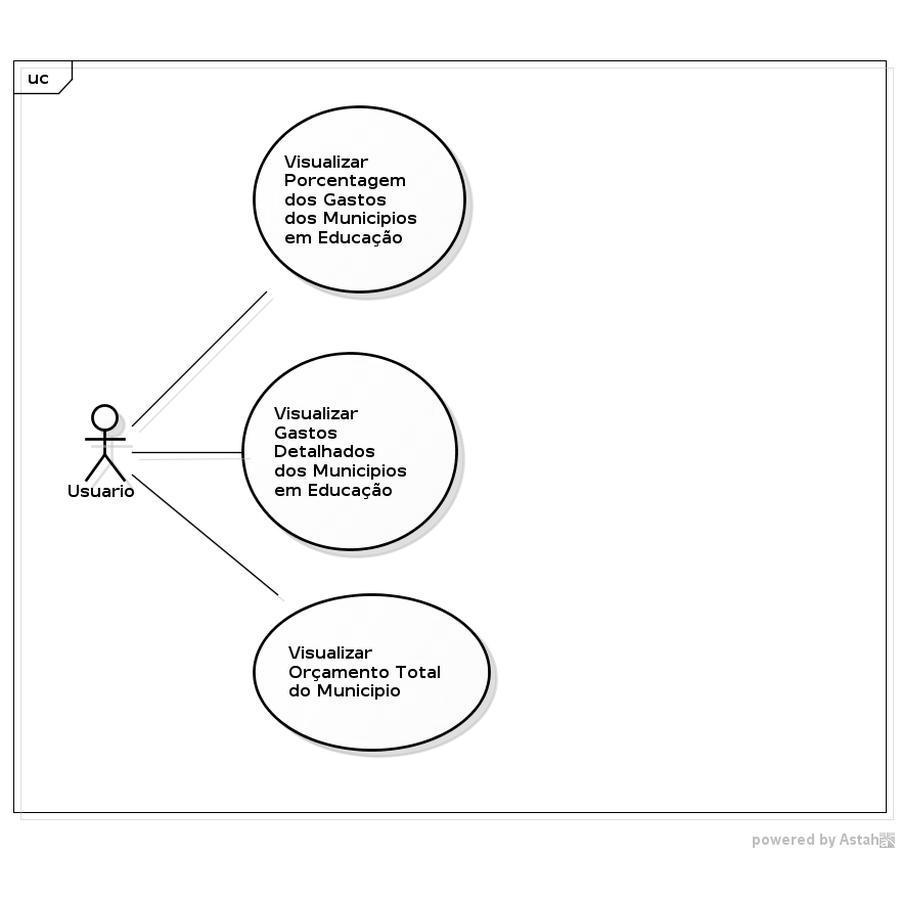 uc
Visualizar
Porcentagem
dos Gastos
dos Municipios
em Educação
Visualizar
Gastos
Detalhados
dos Municipios
em Educação
Usuario
Visualizar
Orçamento Total
do Municipio
powered by Astah